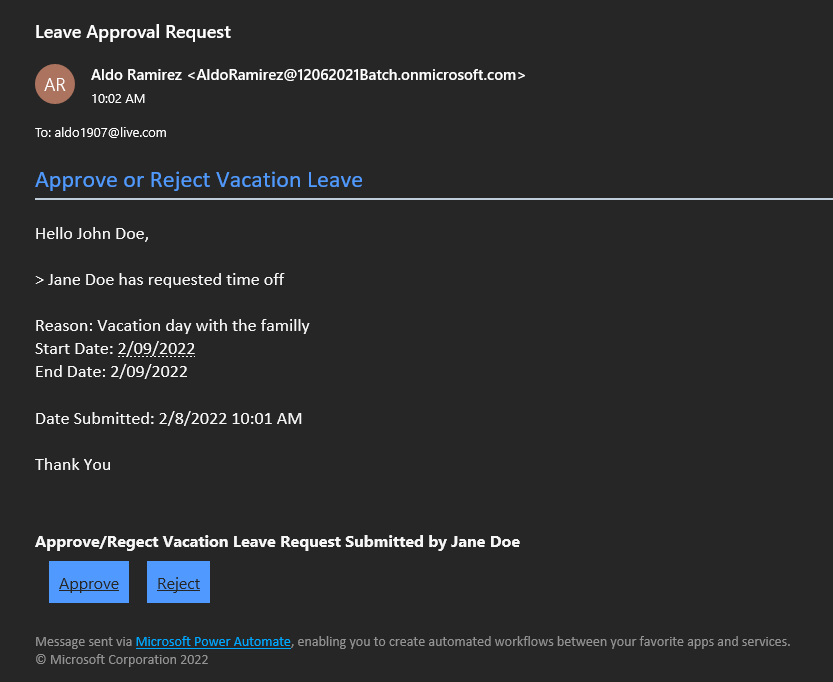 Leave Approval Request
AR
Aldo Ramirez <AldoRamirez@12062021Batch.onmicrosoft.com>
10:02 AM
To: aldo1907@live.com
Approve or Reject Vacation Leave
Hello John Doe,
> Jane Doe has requested time off
Reason: Vacation day with the familly
Start Date: 2/09/2022
End Date: 2/09/2022
Date Submitted: 2/8/2022 10:01 AM
Thank You
Approve/Regect Vacation Leave Request Submitted by Jane Doe
Approve Reject
Message sent via Microsoft Power Automate, enabling you to create automated workflows between your favorite apps and services.
© Microsoft Corporation 2022